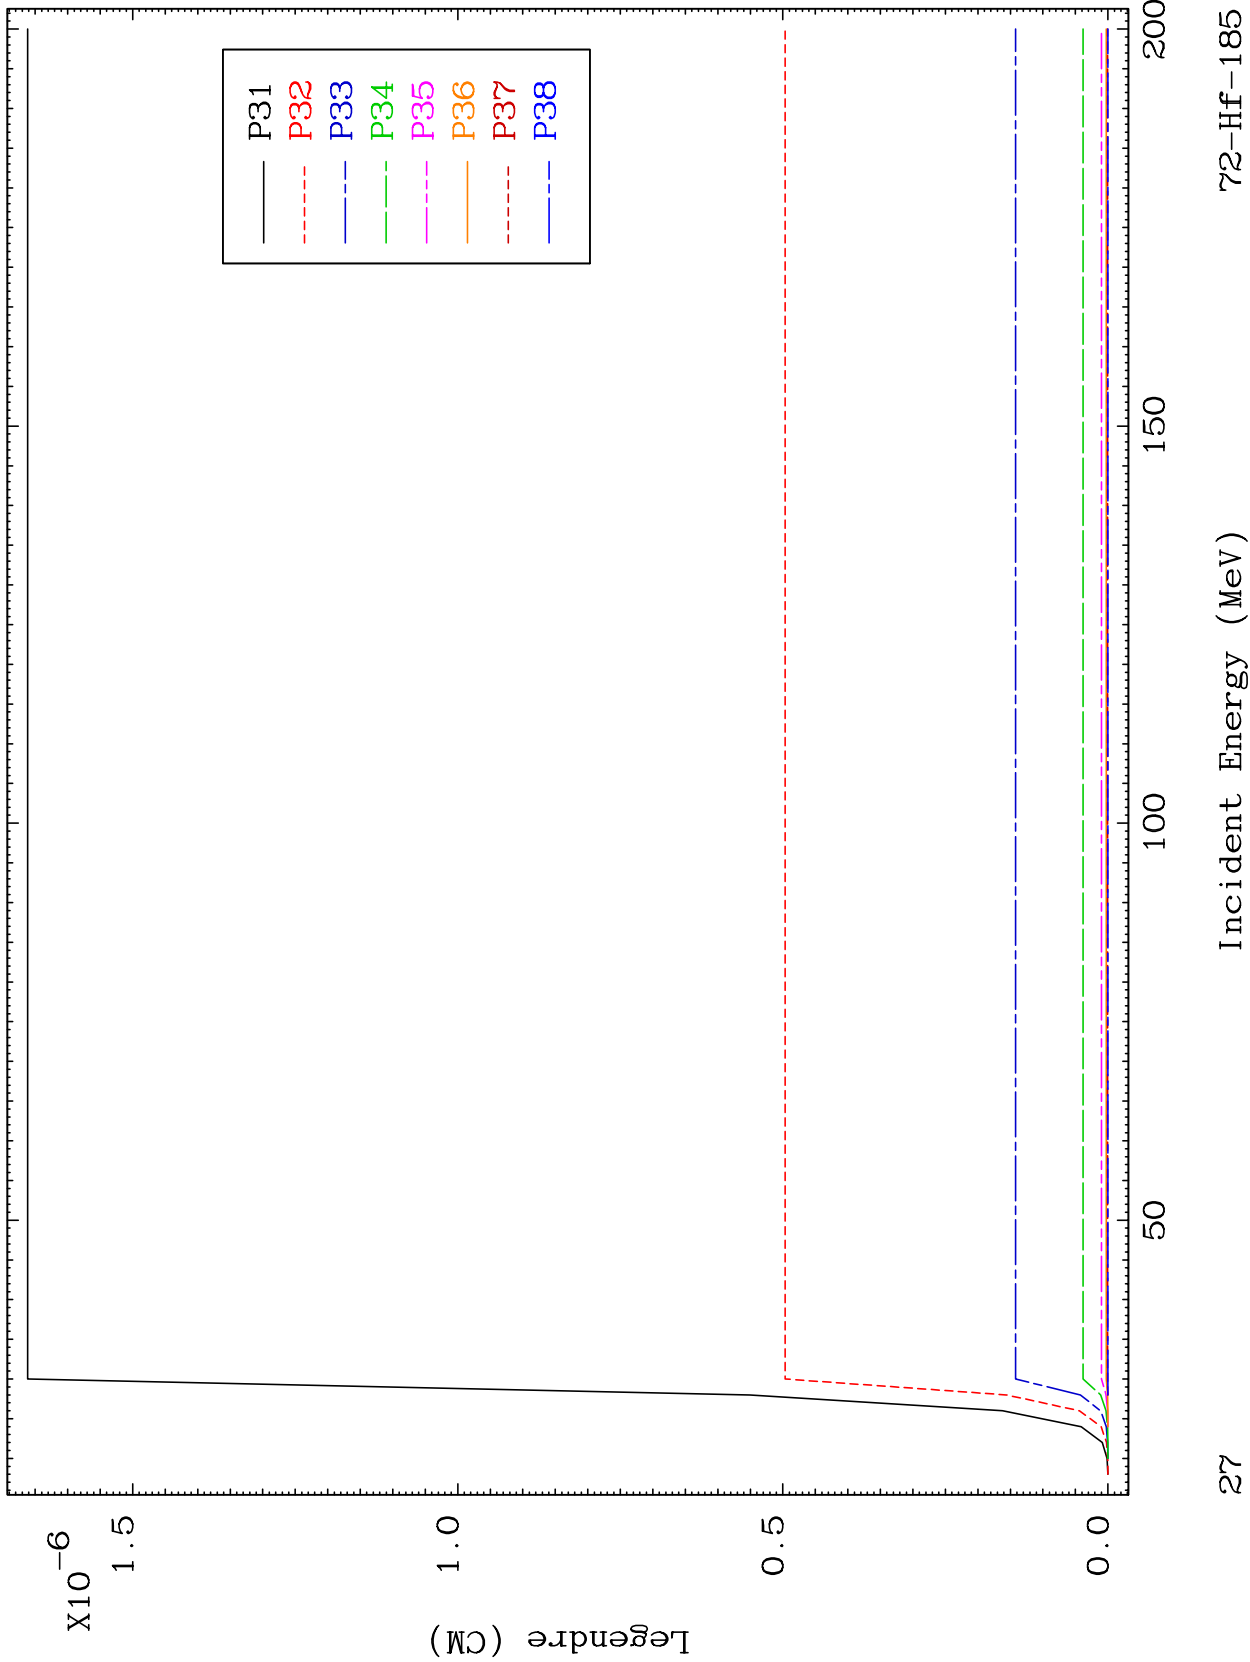 X10-6
1.5
1.0
0.5
0.0
Legendre (CM)
P31
P32
P33
P34
P35
P36
P37
P38
50
100
150
200
Incident Energy (MeV)
27
72-Hf-185